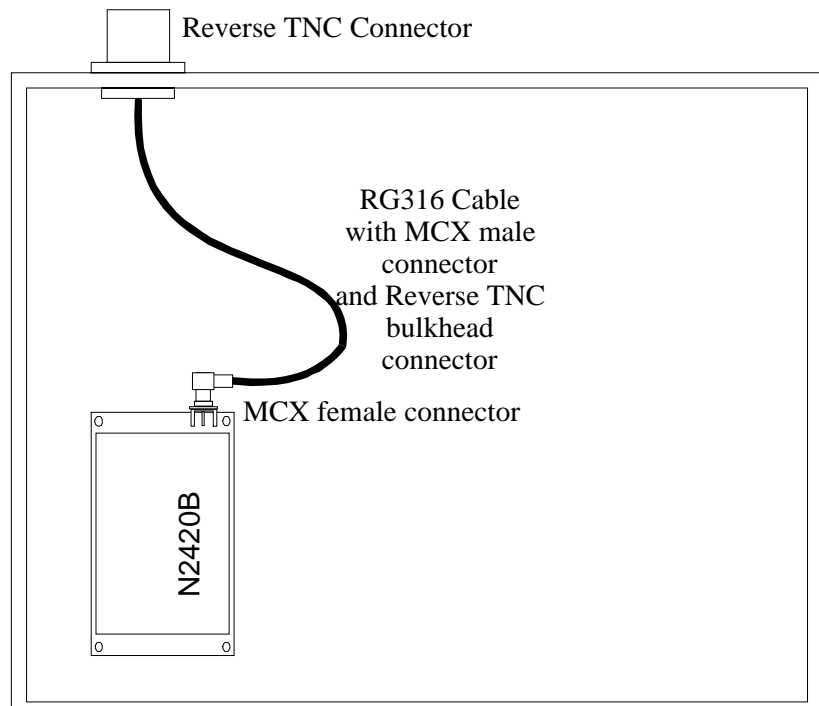 Reverse TNC Connector
RG316 Cable
with MCX male
connector
and Reverse TNC
bulkhead
connector
MCX female connector
N2420B